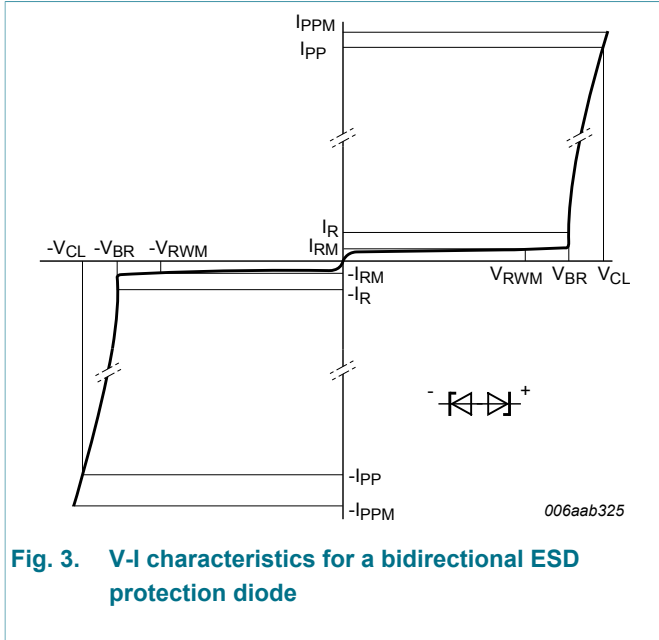 IPPM
IPP
IR
IRM
-VCL -VBR -VRWM
-IRM
-IR
VRWM VBR VCL
- +
-IPP
-IPPM
006aab325
Fig. 3. V-I characteristics for a bidirectional ESD
protection diode